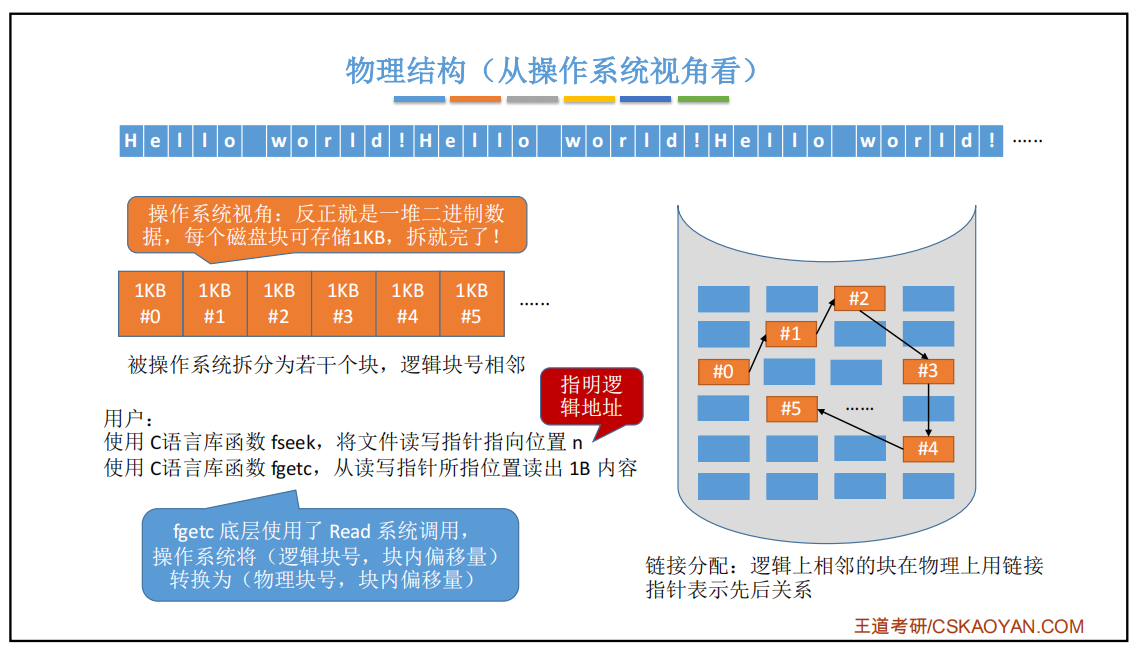 物理结构（从操作系统视角看）
Hello world!Hello world!Hello world! ……
操作系统视角：反正就是一堆二进制数
据，每个磁盘块可存储1KB，拆就完了！
1KB 1KB 1KB 1KB 1KB 1KB
#0 #1 #2 #3 #4 #5 ……
被操作系统拆分为若干个块，逻辑块号相邻
指明逻
辑地址
用户：
使用 C语言库函数 fseek，将文件读写指针指向位置 n
使用 C语言库函数 fgetc，从读写指针所指位置读出 1B 内容
fgetc 底层使用了 Read 系统调用，
操作系统将（逻辑块号，块内偏移量）
转换为（物理块号，块内偏移量）
#2
#1
#0 #3
#5 ……
#4
链接分配：逻辑上相邻的块在物理上用链接
指针表示先后关系
王道考研/CSKAOYAN.COM